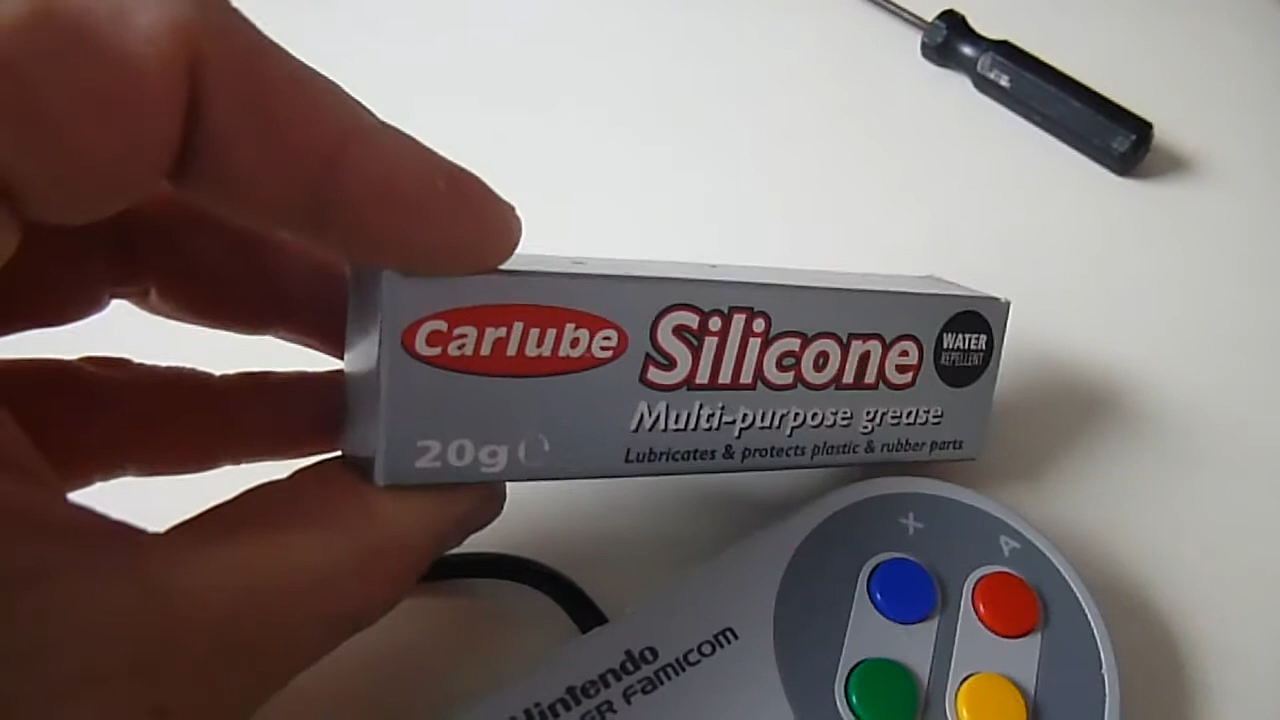 Carlube
Silicone
WATER
REPELLENT
Multi-purpose grease
Lubricates & protects plastic & rubber parts
20g
X
A
Nintendo
FAMICOM